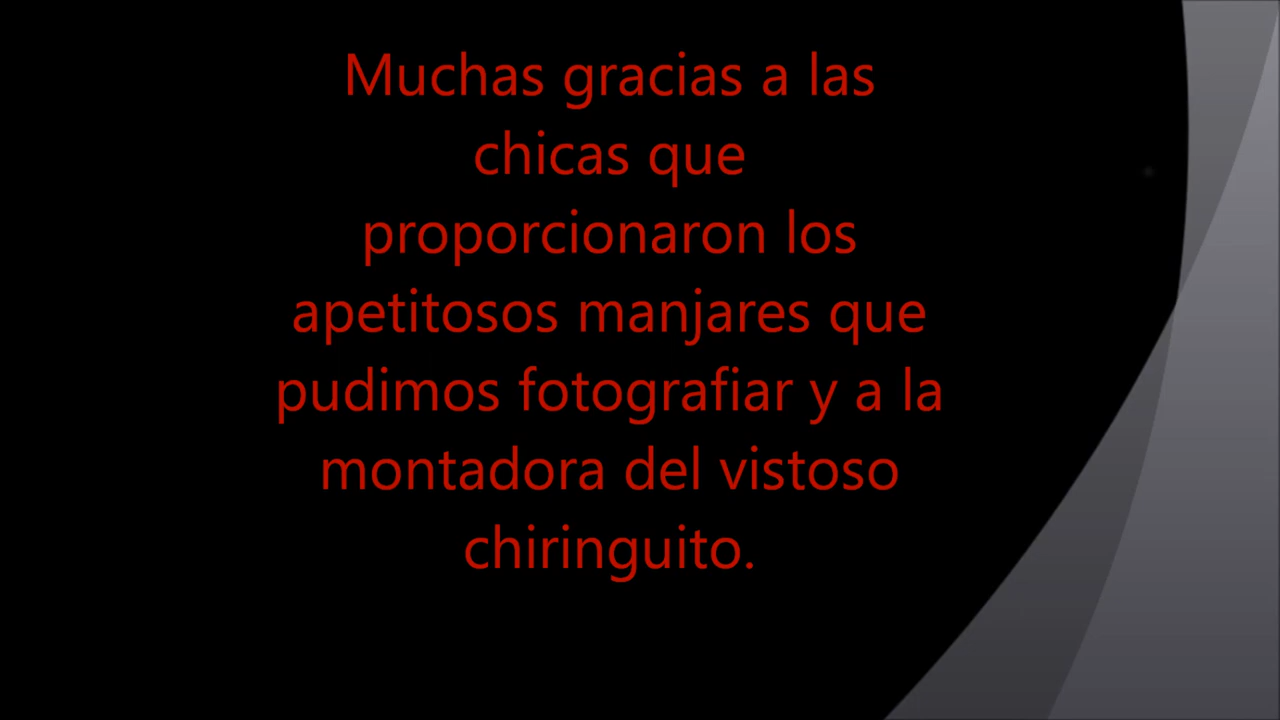 Muchas gracias a las
chicas que
proporcionaron los
apetitosos manjares que
pudimos fotografiar y a la
montadora del vistoso
chiringuito.